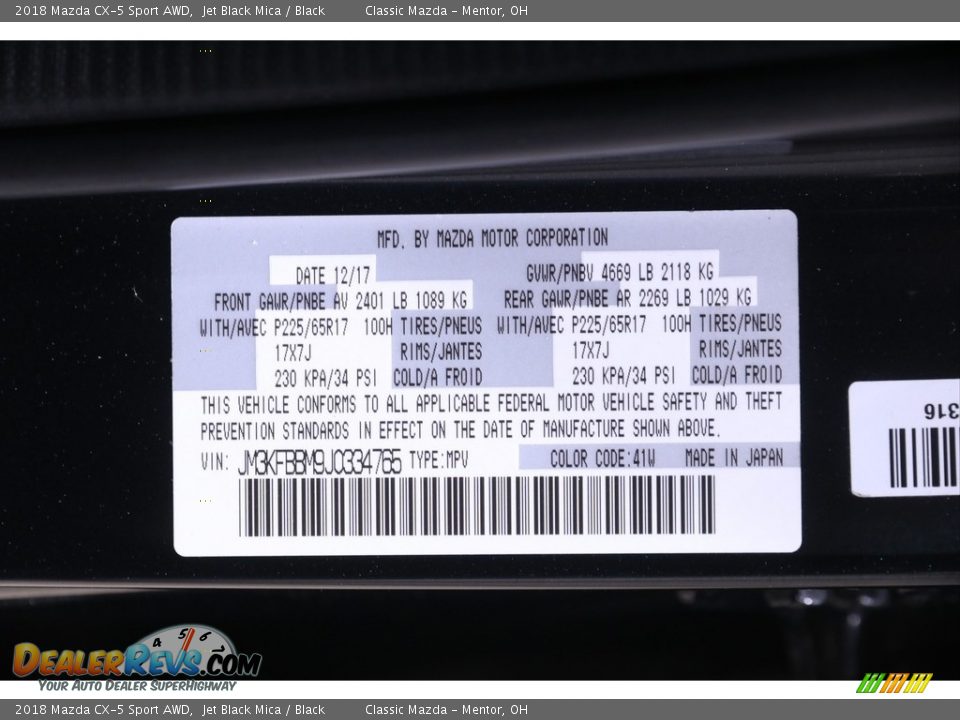 2018 Mazda CX-5 Sport AWD, Jet Black Mica / Black Classic Mazda - Mentor, OH
MFD. BY MAZDA MOTOR CORPORATION
DATE 12/17 GVWR/PNBV 4669 LB 2118 KG
FRONT GAWR/PNBE AV 2401 LB 1089 KG REAR GAWR/PNBE AR 2269 LB 1029 KG
WITH/AVEC P225/65R17 100H TIRES/PNEUS WITH/AVEC P225/65R17 100H TIRES/PNEUS
17X7J RIMS/JANTES 17X7J RIMS/JANTES
230 KPA/34 PSI COLD/A FROID 230 KPA/34 PSI COLD/A FROID
THIS VEHICLE CONFORMS TO ALL APPLICABLE FEDERAL MOTOR VEHICLE SAFETY AND THEFT
PREVENTION STANDARDS IN EFFECT ON THE DATE OF MANUFACTURE SHOWN ABOVE.
VIN: JM3KFBBM9J0334765 TYPE:MPV COLOR CODE:41W MADE IN JAPAN
316
4 5 6
DEALERREVS.COM
YOUR AUTO DEALER SUPERHIGHWAY
2018 Mazda CX-5 Sport AWD, Jet Black Mica / Black Classic Mazda - Mentor, OH